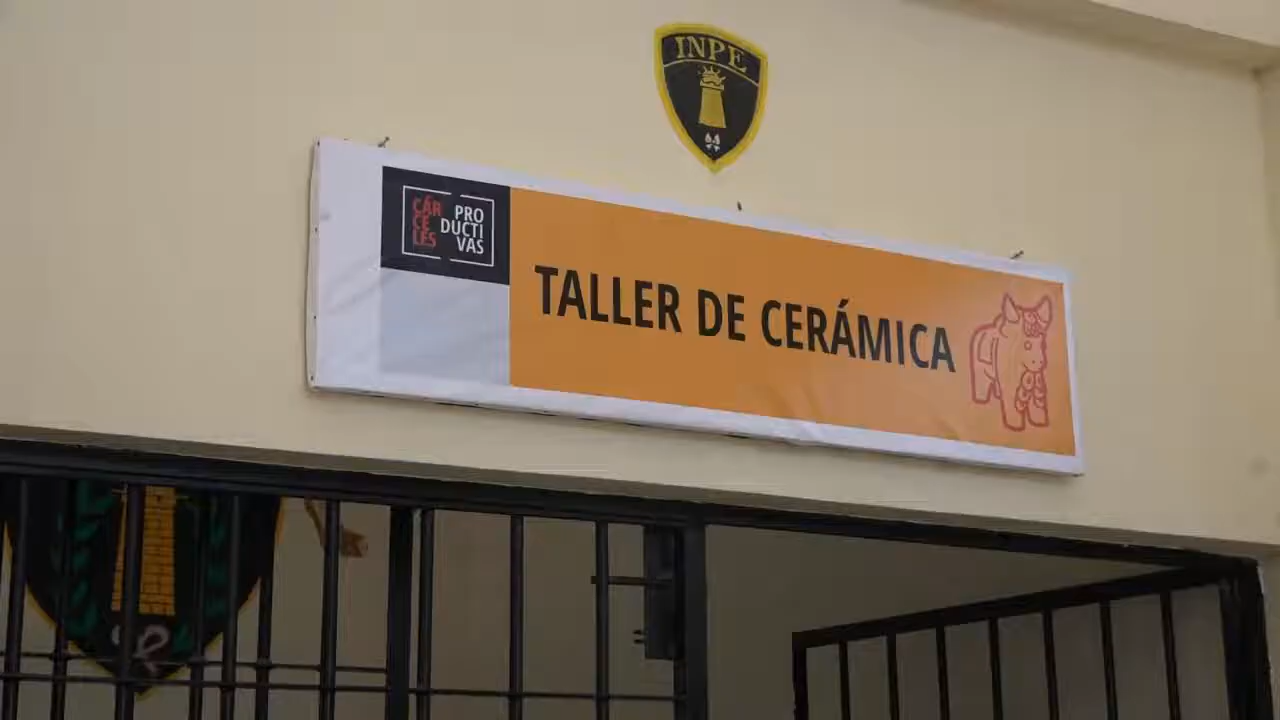 INPE
CÁR
CE
LES
PRO
DUCTI
VAS
TALLER DE CERÁMICA